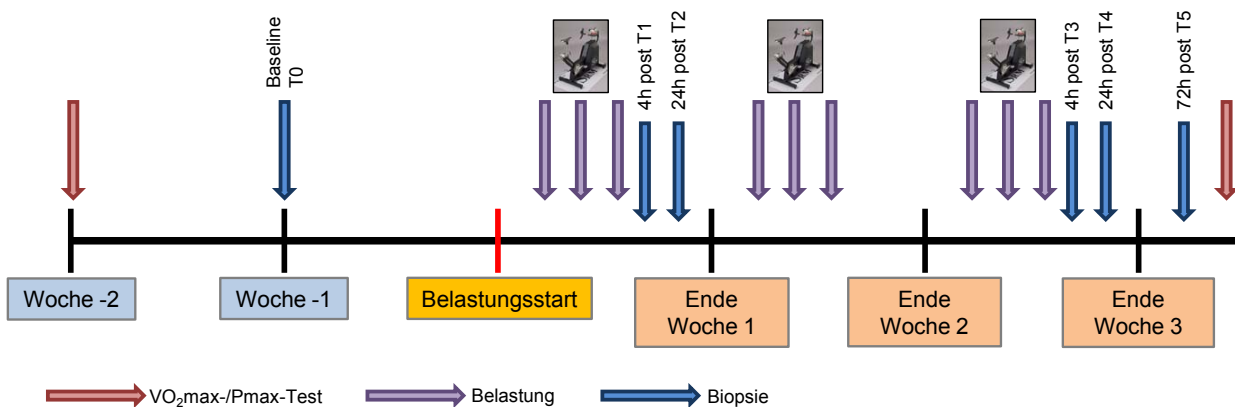 Baseline
T0
4h post T1
24h post T2
4h post T3
24h post T4
72h post T5
Woche -2
Woche -1
Belastungsstart
Ende
Woche 1
Ende
Woche 2
Ende
Woche 3
VO₂max-/Pmax-Test
Belastung
Biopsie